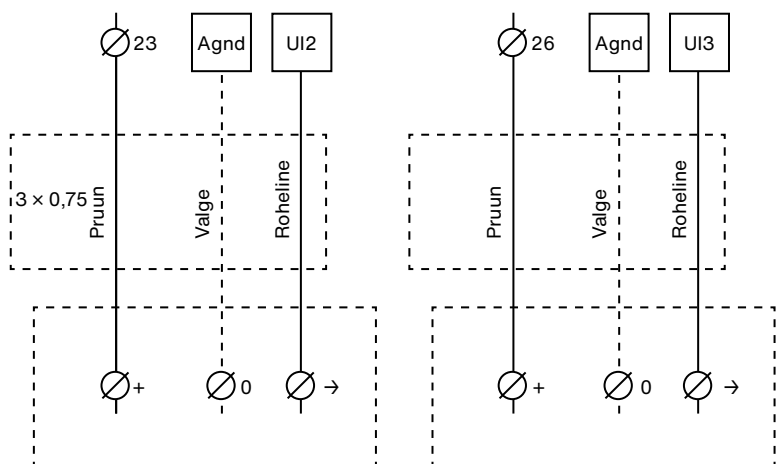 23 Agnd UI2 26 Agnd UI3
3 × 0,75 Pruun Valge Roheline Pruun Valge Roheline
+ 0 → + 0 →